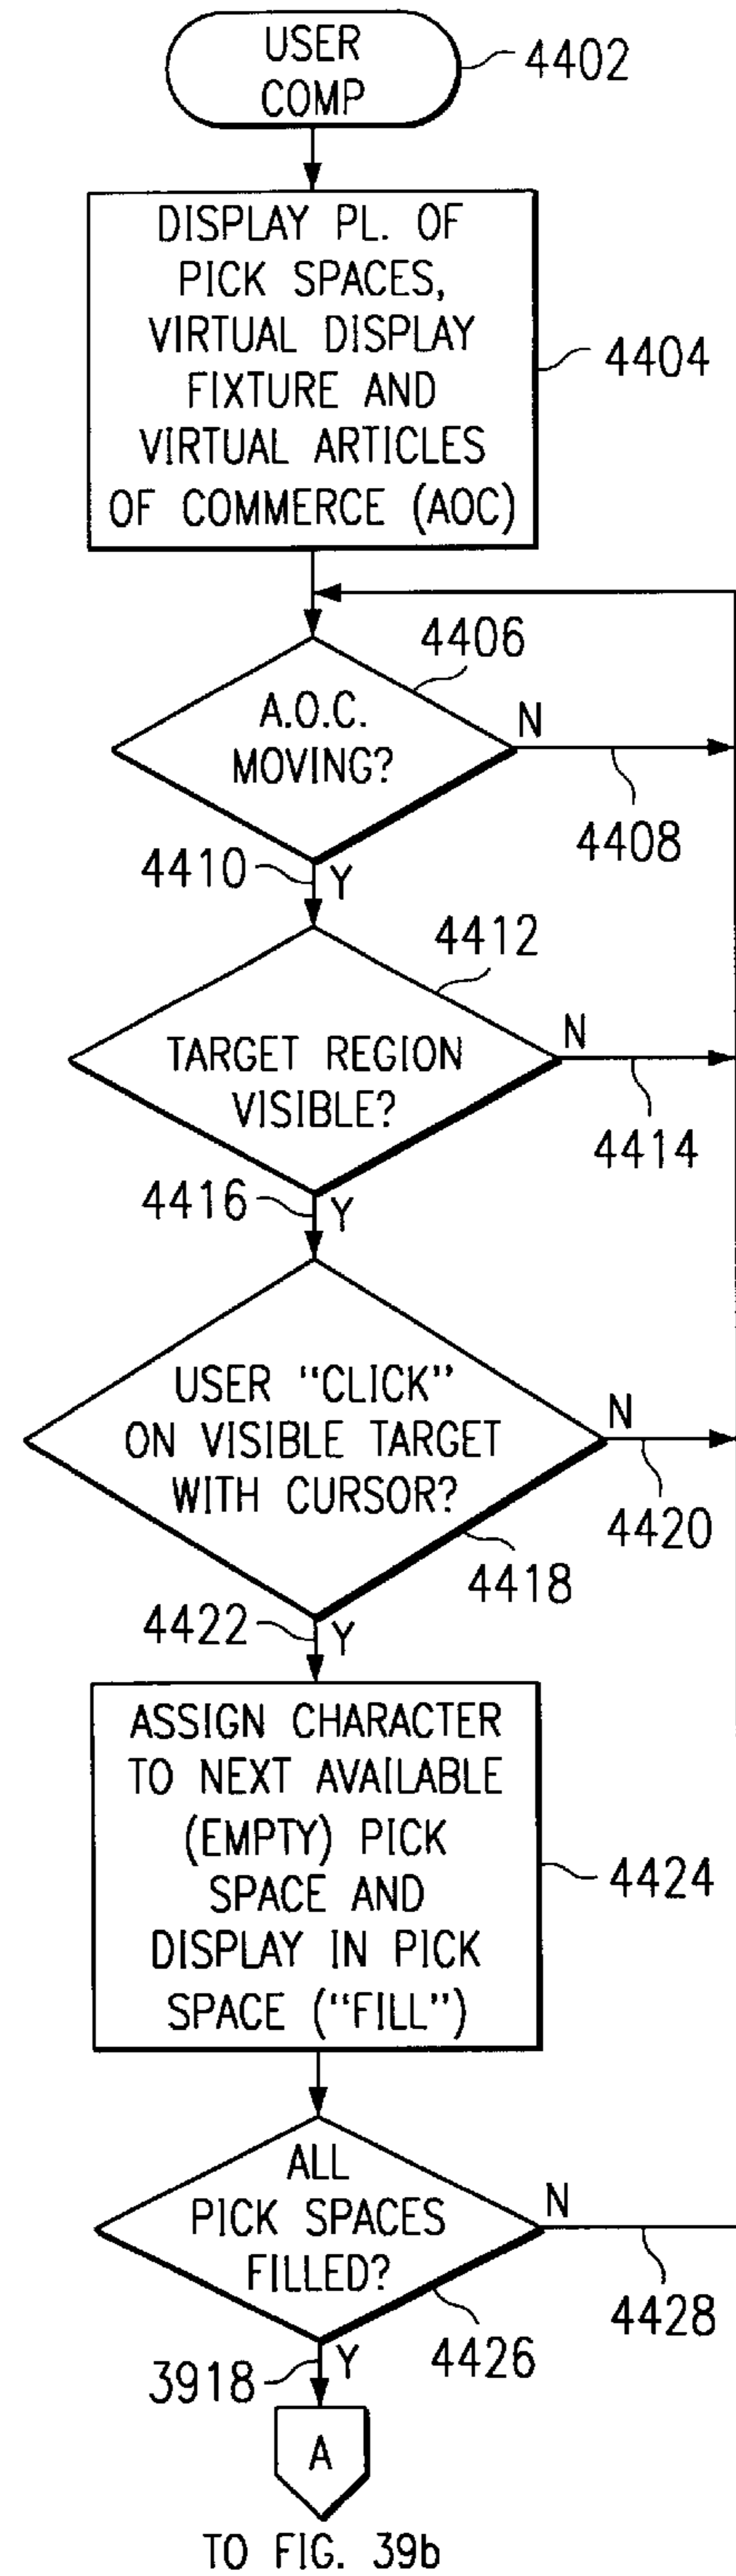 USER
COMP
4402
DISPLAY PL. OF
PICK SPACES,
VIRTUAL DISPLAY
FIXTURE AND
VIRTUAL ARTICLES
OF COMMERCE (AOC)
4404
4406
A.O.C.
MOVING?
N
4408
4410
Y
4412
TARGET REGION
VISIBLE?
N
4414
4416
Y
USER "CLICK"
ON VISIBLE TARGET
WITH CURSOR?
N
4420
4418
4422
Y
ASSIGN CHARACTER
TO NEXT AVAILABLE
(EMPTY) PICK
SPACE AND
DISPLAY IN PICK
SPACE ("FILL")
4424
ALL
PICK SPACES
FILLED?
N
4428
4426
3918
Y
A
TO FIG. 39b